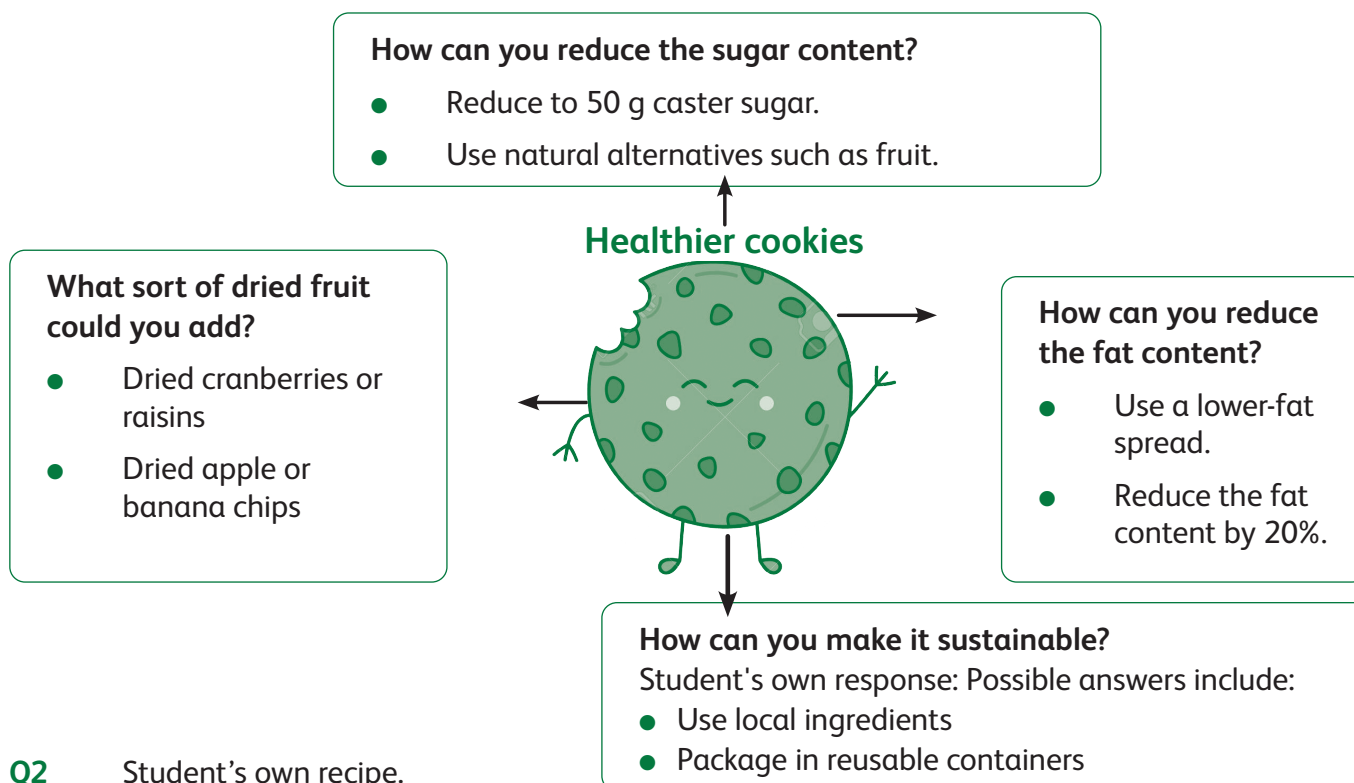 How can you reduce the sugar content?
● Reduce to 50 g caster sugar.
● Use natural alternatives such as fruit.
Healthier cookies
What sort of dried fruit
could you add?
● Dried cranberries or
raisins
● Dried apple or
banana chips
How can you reduce
the fat content?
● Use a lower-fat
spread.
● Reduce the fat
content by 20%.
How can you make it sustainable?
Student's own response: Possible answers include:
● Use local ingredients
● Package in reusable containers
Q2 Student’s own recipe.